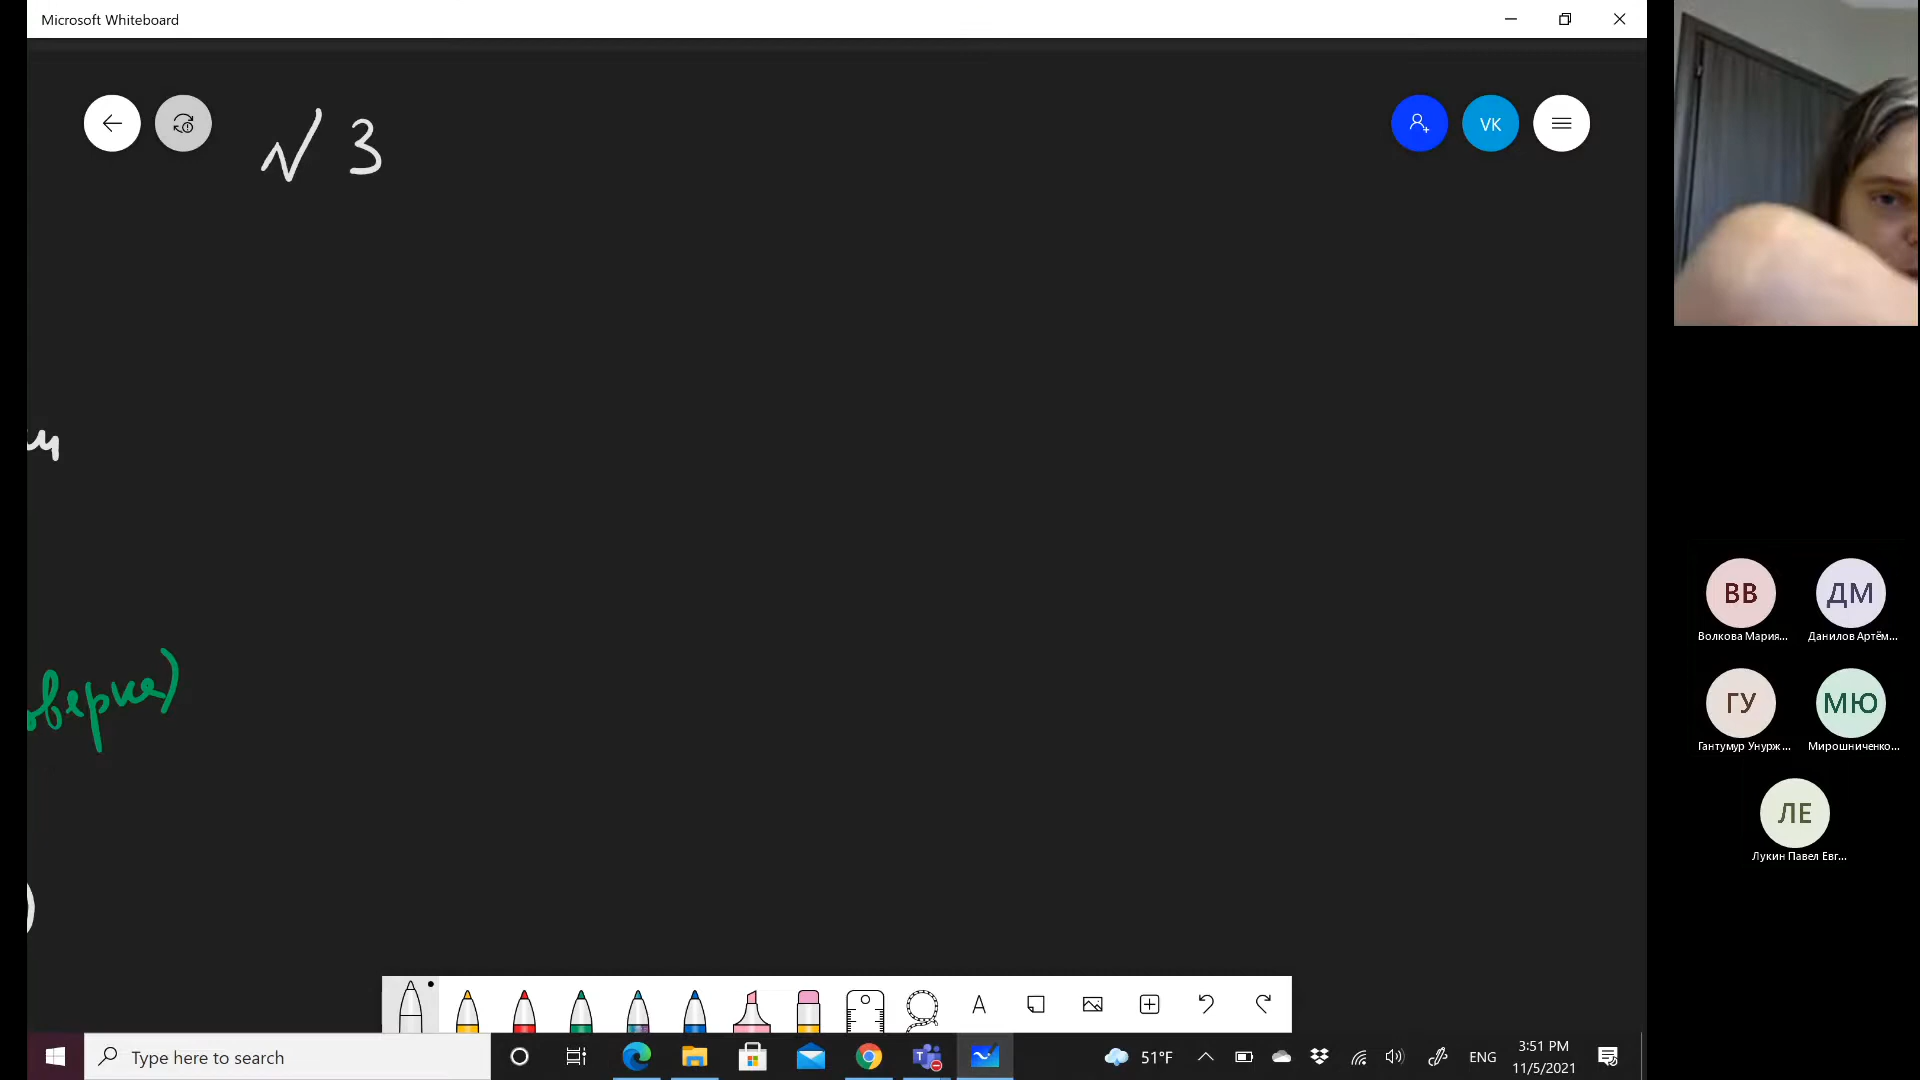 Microsoft Whiteboard
VK
№ 3
оверка)
)
A
ВВ
ДМ
Волкова Мария...
Данилов Артём...
ГУ
МЮ
Гантумур Унурж...
Мирошниченко...
ЛЕ
Лукин Павел Евг...
Type here to search
51°F
ENG
3:51 PM
11/5/2021